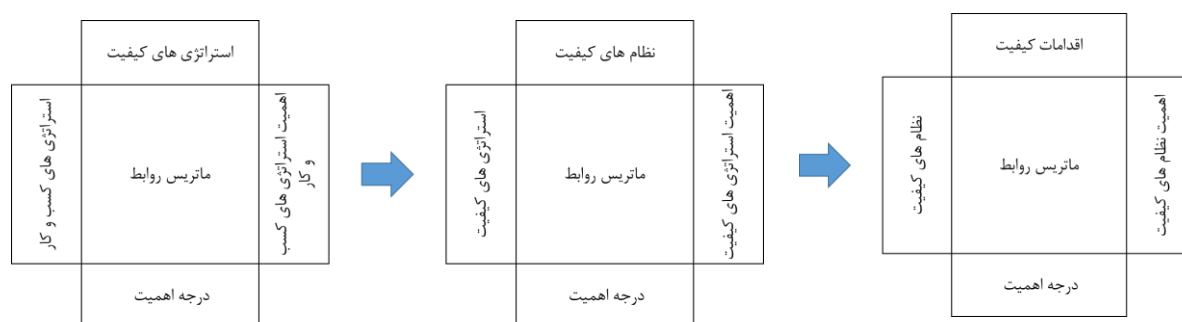 استراتژی های کیفیت
استراتژی های کسب و کار
ماتریس روابط
اهمیت استراتژی های کسب
و کار
درجه اهمیت
نظام های کیفیت
استراتژی های کیفیت
ماتریس روابط
اهمیت استراتژی های کیفیت
درجه اهمیت
اقدامات کیفیت
نظام های کیفیت
ماتریس روابط
اهمیت نظام های کیفیت
درجه اهمیت